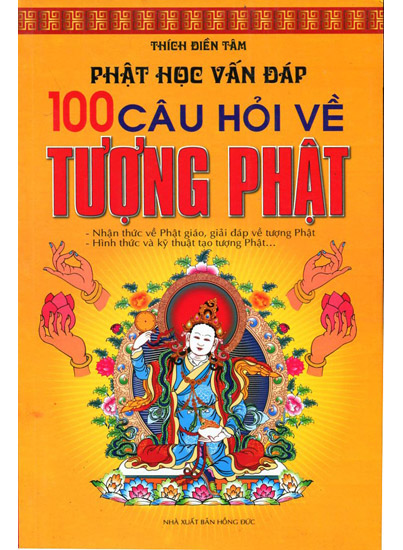 THÍCH ĐIỀN TÂM
PHẬT HỌC VẤN ĐÁP
100 CÂU HỎI VỀ
TƯỢNG PHẬT
- Nhận thức về Phật giáo, giải đáp về tượng Phật
- Hình thức và kỹ thuật tạo tượng Phật...
NHÀ XUẤT BẢN HỒNG ĐỨC